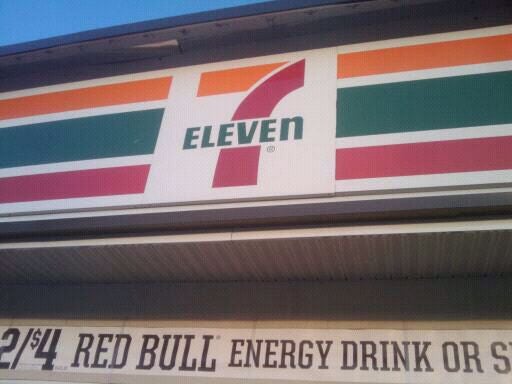 7
ELEVEn
®
2/$4 RED BULL® ENERGY DRINK OR S